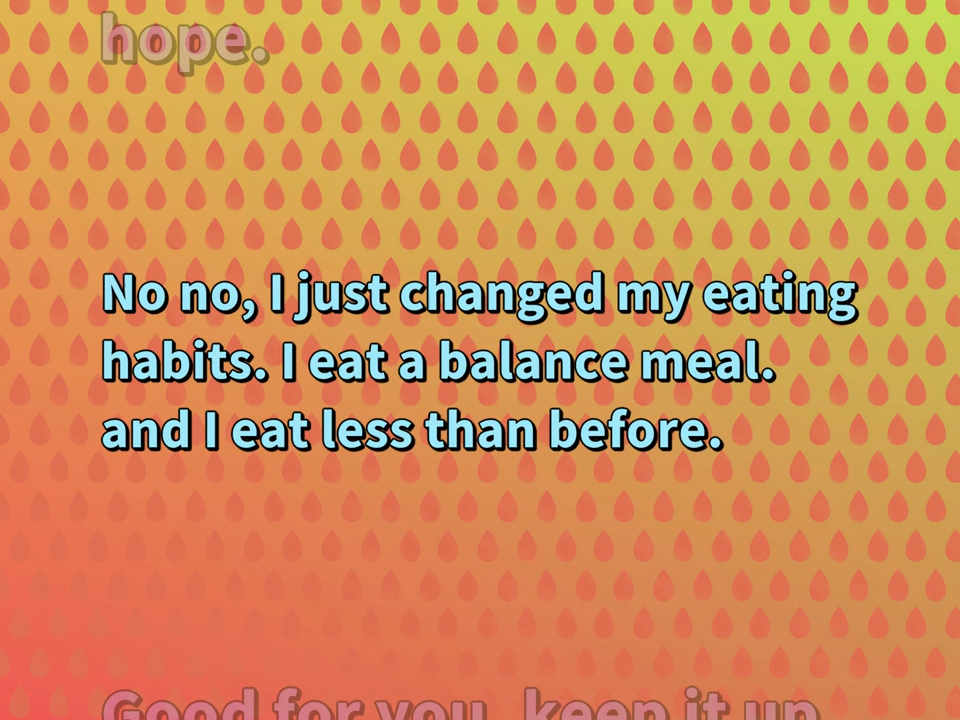 hope.
No no, I just changed my eating
habits. I eat a balance meal.
and I eat less than before.
Good for you, keep it up